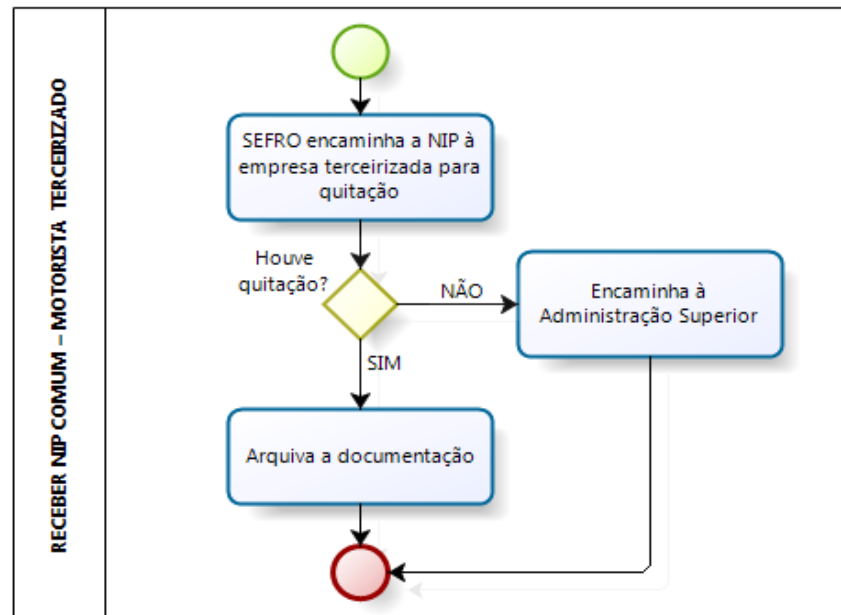 RECEBER NIP COMUM – MOTORISTA TERCEIRIZADO
SEFRO encaminha a NIP à
empresa terceirizada para
quitação
Houve
quitação?
NÃO
Encaminha à
Administração Superior
SIM
Arquiva a documentação